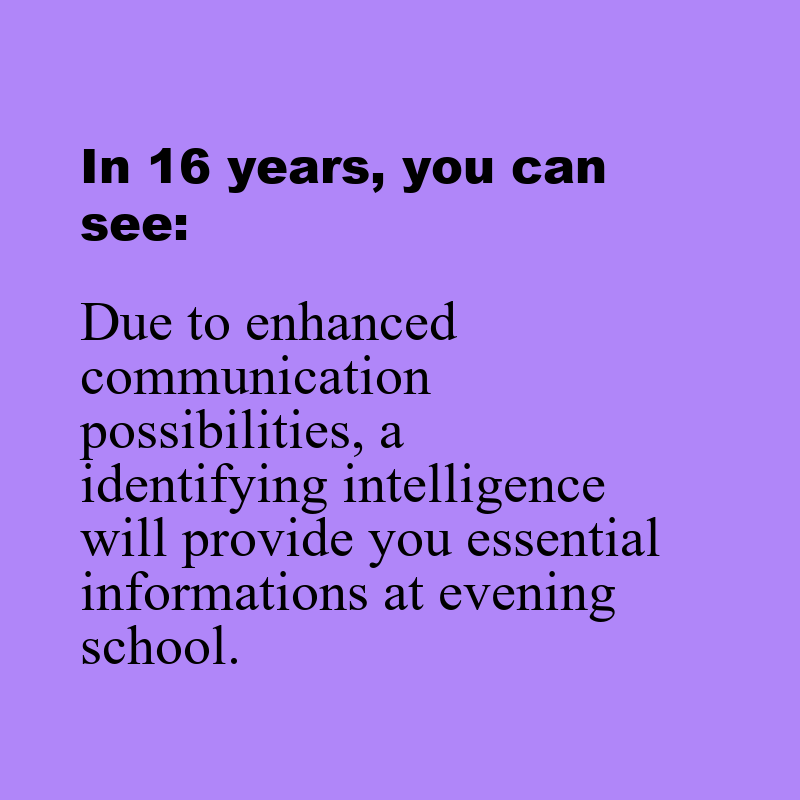 In 16 years, you can
see:
Due to enhanced
communication
possibilities, a
identifying intelligence
will provide you essential
informations at evening
school.